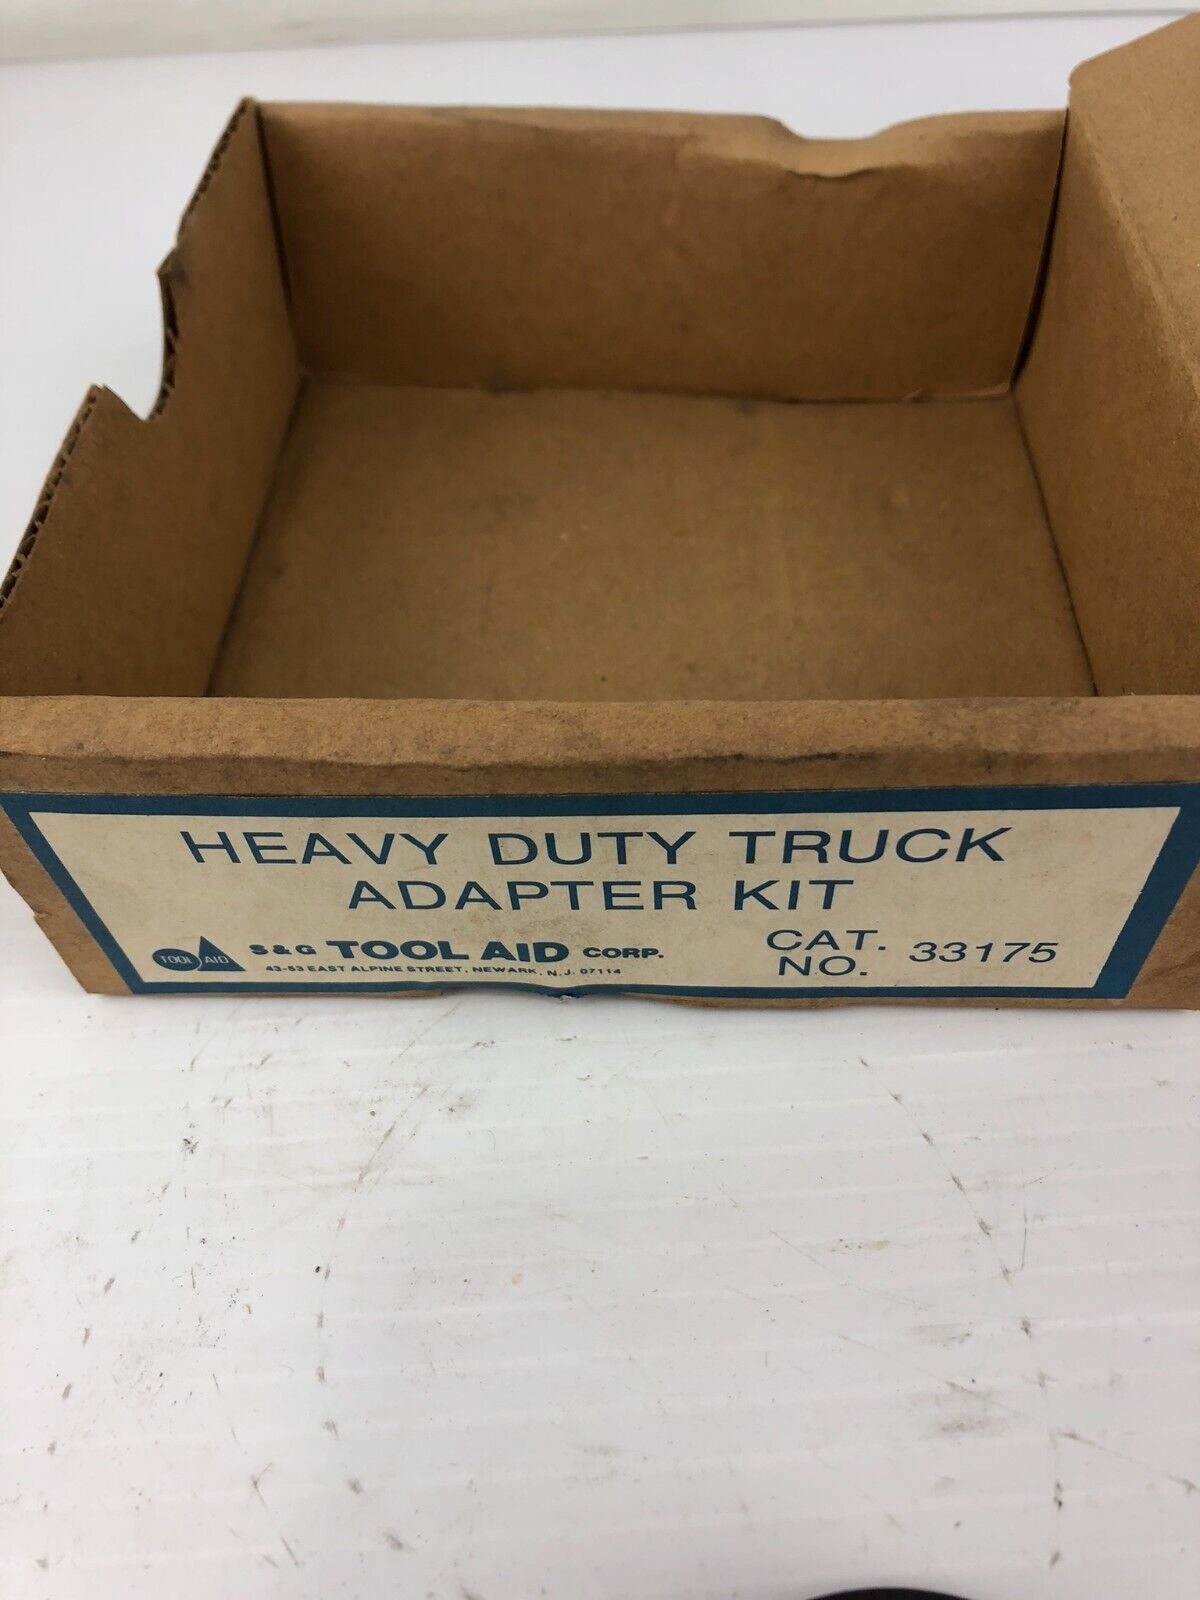 HEAVY DUTY TRUCK
ADAPTER KIT
TOOL AID S & G TOOL AID CORP.
43-53 EAST ALPINE STREET, NEWARK, N.J. 07114
CAT. NO. 33175